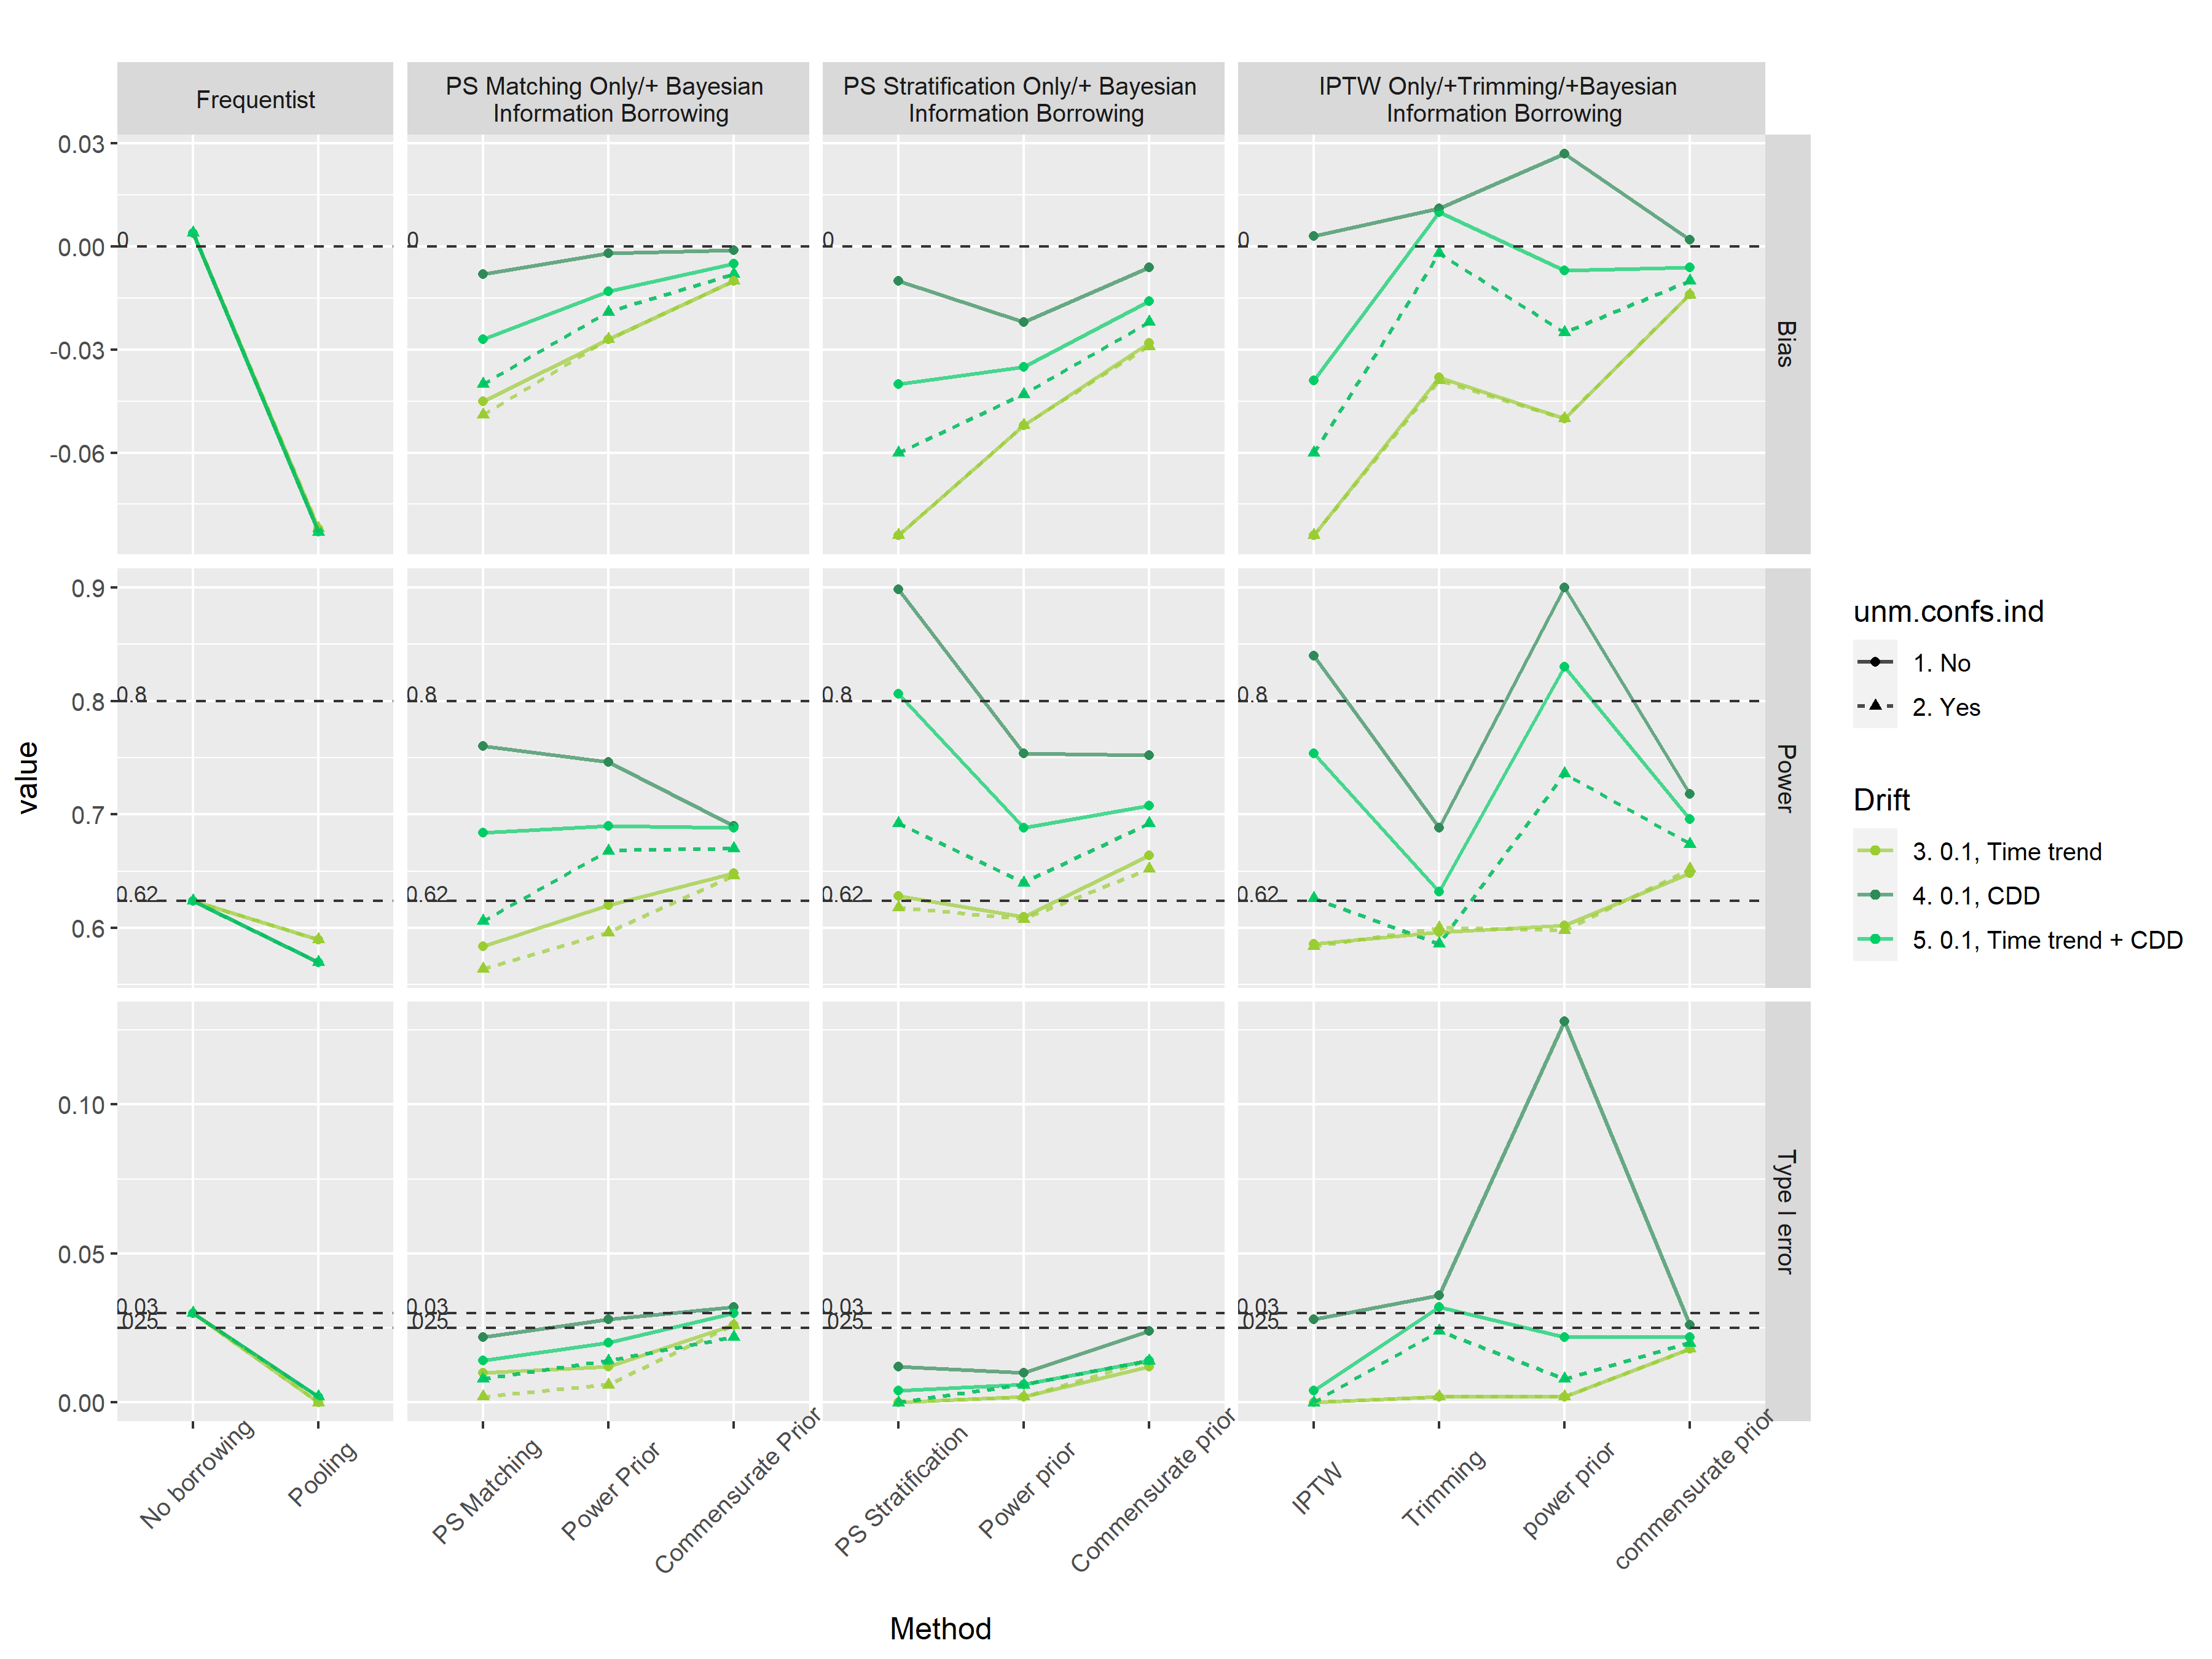 Frequentist
PS Matching Only/+ Bayesian
Information Borrowing
PS Stratification Only/+ Bayesian
Information Borrowing
IPTW Only/+Trimming/+Bayesian
Information Borrowing
0.03
0.00
-0.03
-0.06
0
0
0
0
Bias
0.9
0.8
0.7
0.6
0.8
0.8
0.8
0.8
0.62
0.62
0.62
0.62
Power
value
0.10
0.05
0.00
0.03
0.03
0.03
0.03
025
025
025
025
Type I error
No borrowing
Pooling
PS Matching
Power Prior
Commensurate Prior
PS Stratification
Power prior
Commensurate prior
IPTW
Trimming
power prior
commensurate prior
Method
unm.confs.ind
1. No
2. Yes
Drift
3. 0.1, Time trend
4. 0.1, CDD
5. 0.1, Time trend + CDD